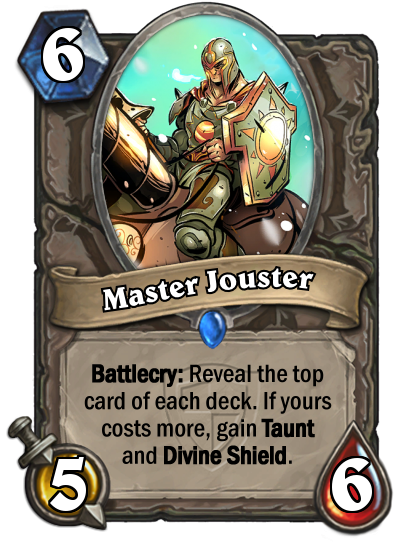 6
Master Jouster
Battlecry: Reveal the top
card of each deck. If yours
costs more, gain Taunt
and Divine Shield.
5
6